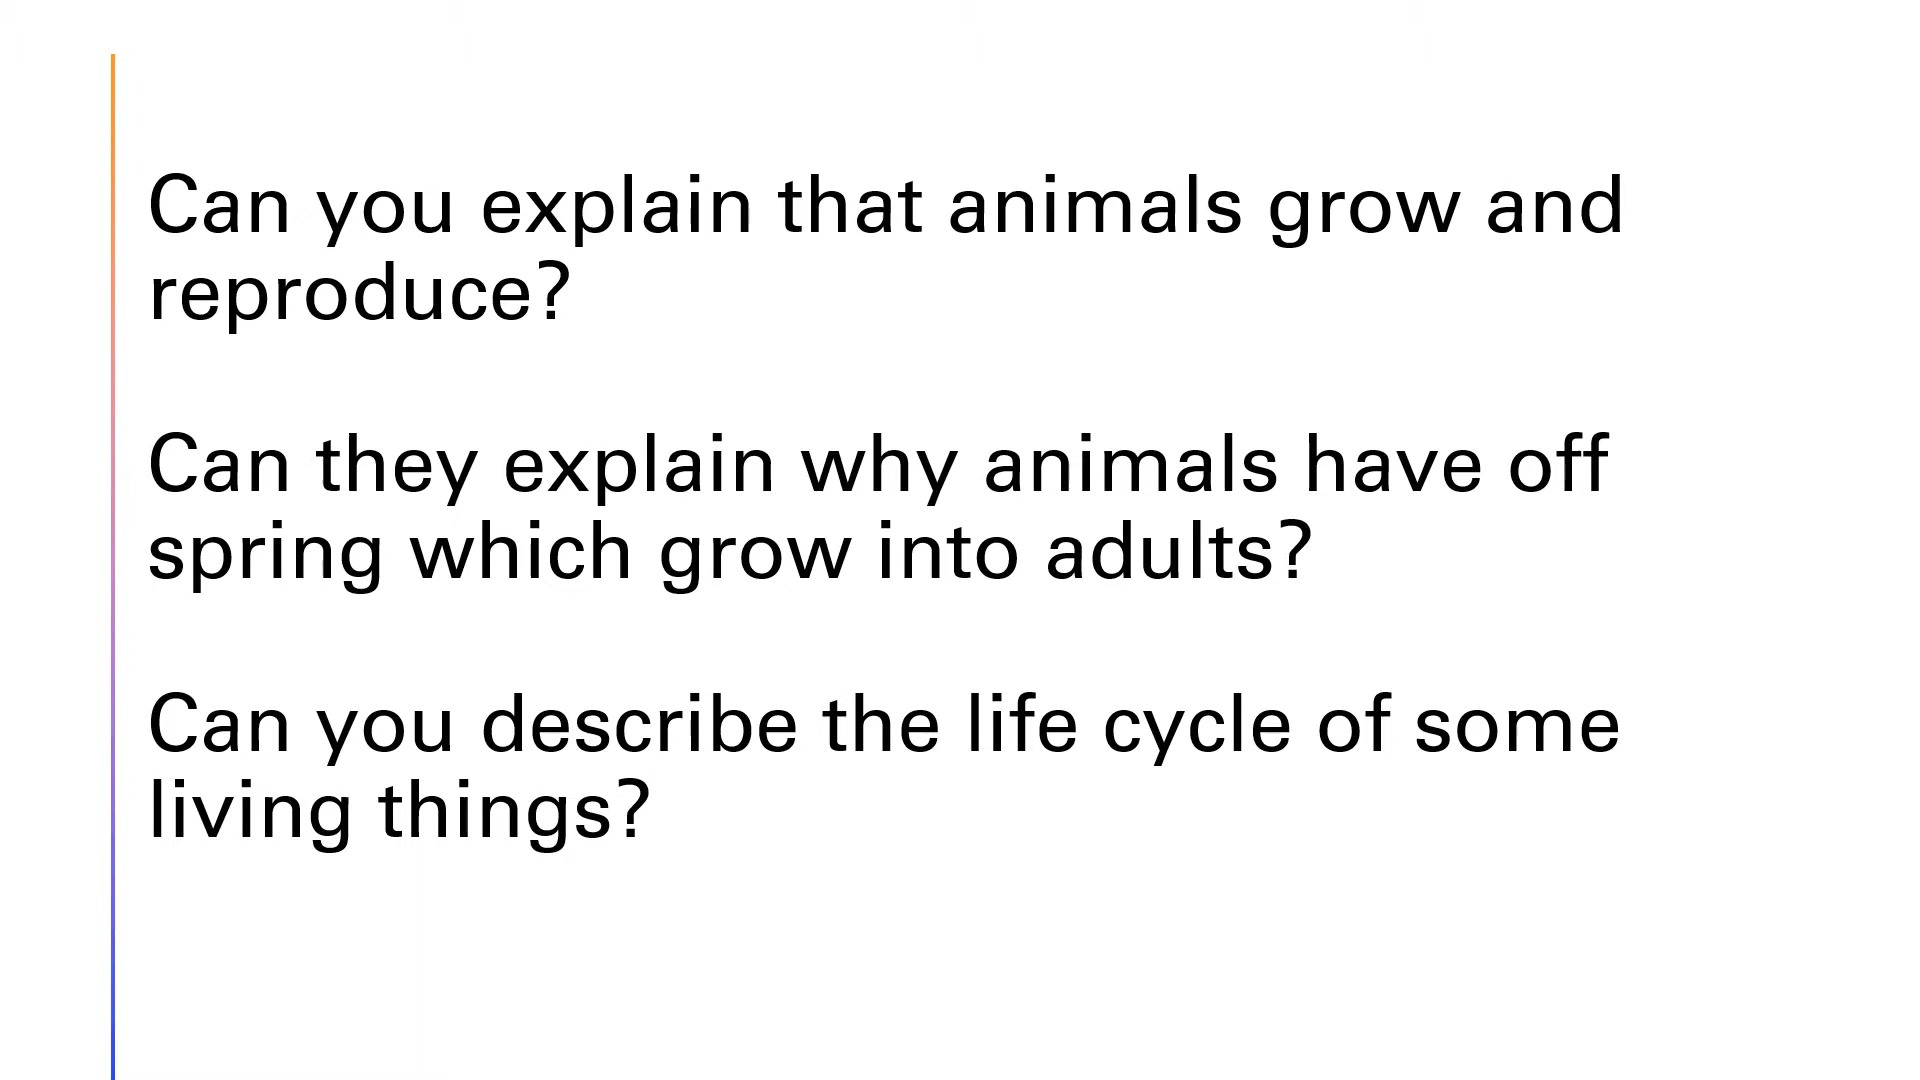 Can you explain that animals grow and
reproduce?
Can they explain why animals have off
spring which grow into adults?
Can you describe the life cycle of some
living things?